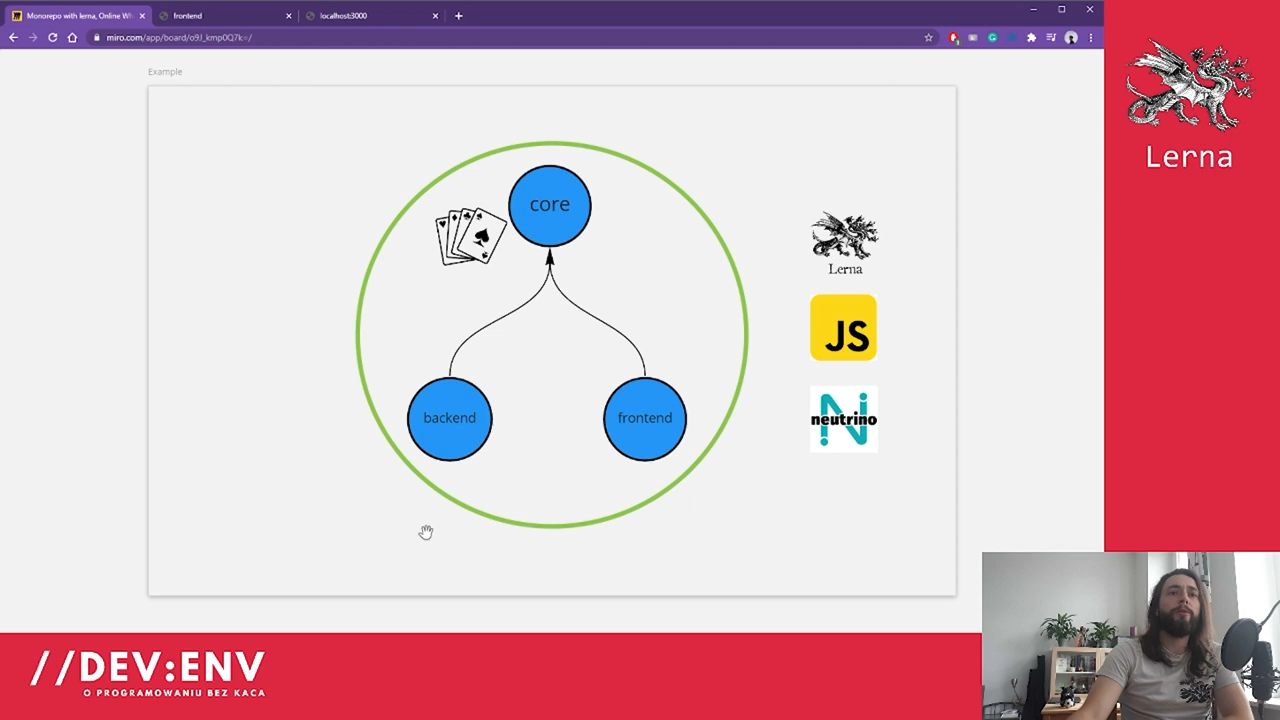 Monorepo with lerna, Online Wh
frontend
localhost:3000
miro.com/app/board/o9J_kmp0Q7k=/
Example
core
backend
frontend
Lerna
JS
neutrino
Lerna
//DEV:ENV
O PROGRAMOWANIU BEZ KACA